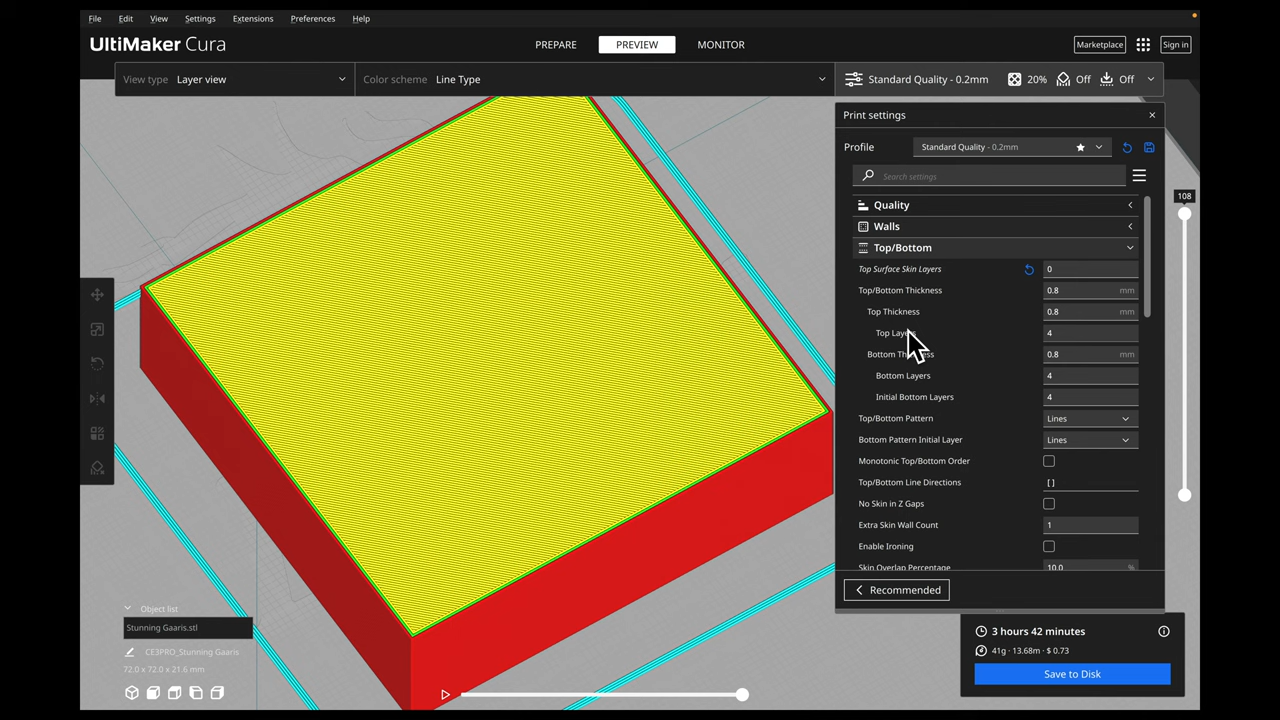 File Edit View Settings Extensions Preferences Help
UltiMaker Cura
PREPARE PREVIEW MONITOR
Marketplace Sign in
View type Layer view
Color scheme Line Type
Standard Quality - 0.2mm 20% Off Off
Print settings
Profile Standard Quality - 0.2mm
Search settings
Quality
Walls
Top/Bottom
Top Surface Skin Layers 0
Top/Bottom Thickness 0.8 mm
Top Thickness 0.8 mm
Top Layers 4
Bottom Thickness 0.8 mm
Bottom Layers 4
Initial Bottom Layers 4
Top/Bottom Pattern Lines
Bottom Pattern Initial Layer Lines
Monotonic Top/Bottom Order
Top/Bottom Line Directions [ ]
No Skin in Z Gaps
Extra Skin Wall Count 1
Enable Ironing
Skin Overlap Percentage 10.0 %
Recommended
108
Object list
Stunning Gaaris.stl
CE3PRO_Stunning Gaaris
72.0 x 72.0 x 21.6 mm
3 hours 42 minutes
41g · 13.68m · $ 0.73
Save to Disk